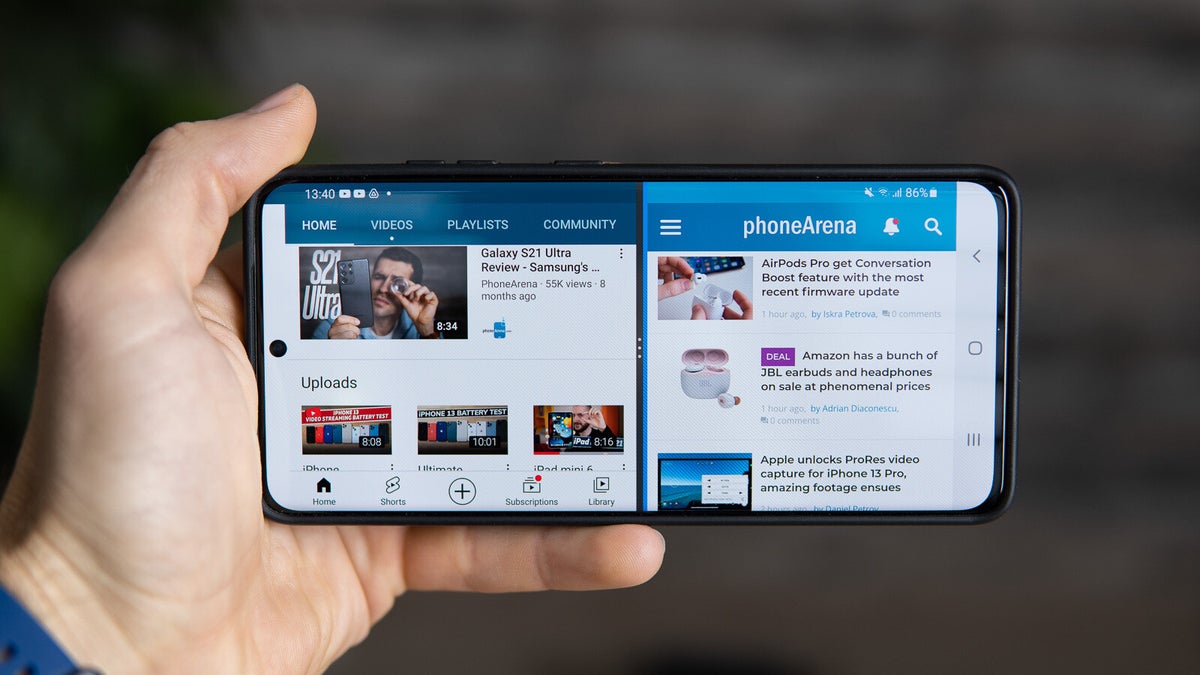 13:40
86%
HOME VIDEOS PLAYLISTS COMMUNITY
S21
Ultra
8:34
Galaxy S21 Ultra
Review - Samsung's ...
PhoneArena · 55K views · 8
months ago
Uploads
IPHONE 13
VIDEO STREAMING BATTERY TEST
8:08
IPHONE 13 BATTERY TEST
10:01
iPad
8:16
iPhone
Ultimate
iPad mini 6
Home
Shorts
Subscriptions
Library
phoneArena
AirPods Pro get Conversation
Boost feature with the most
recent firmware update
1 hour ago, by Iskra Petrova, 0 comments
JBL
DEAL Amazon has a bunch of
JBL earbuds and headphones
on sale at phenomenal prices
1 hour ago, by Adrian Diaconescu,
0 comments
Apple unlocks ProRes video
capture for iPhone 13 Pro,
amazing footage ensues
2 hours ago, by Daniel Petrov